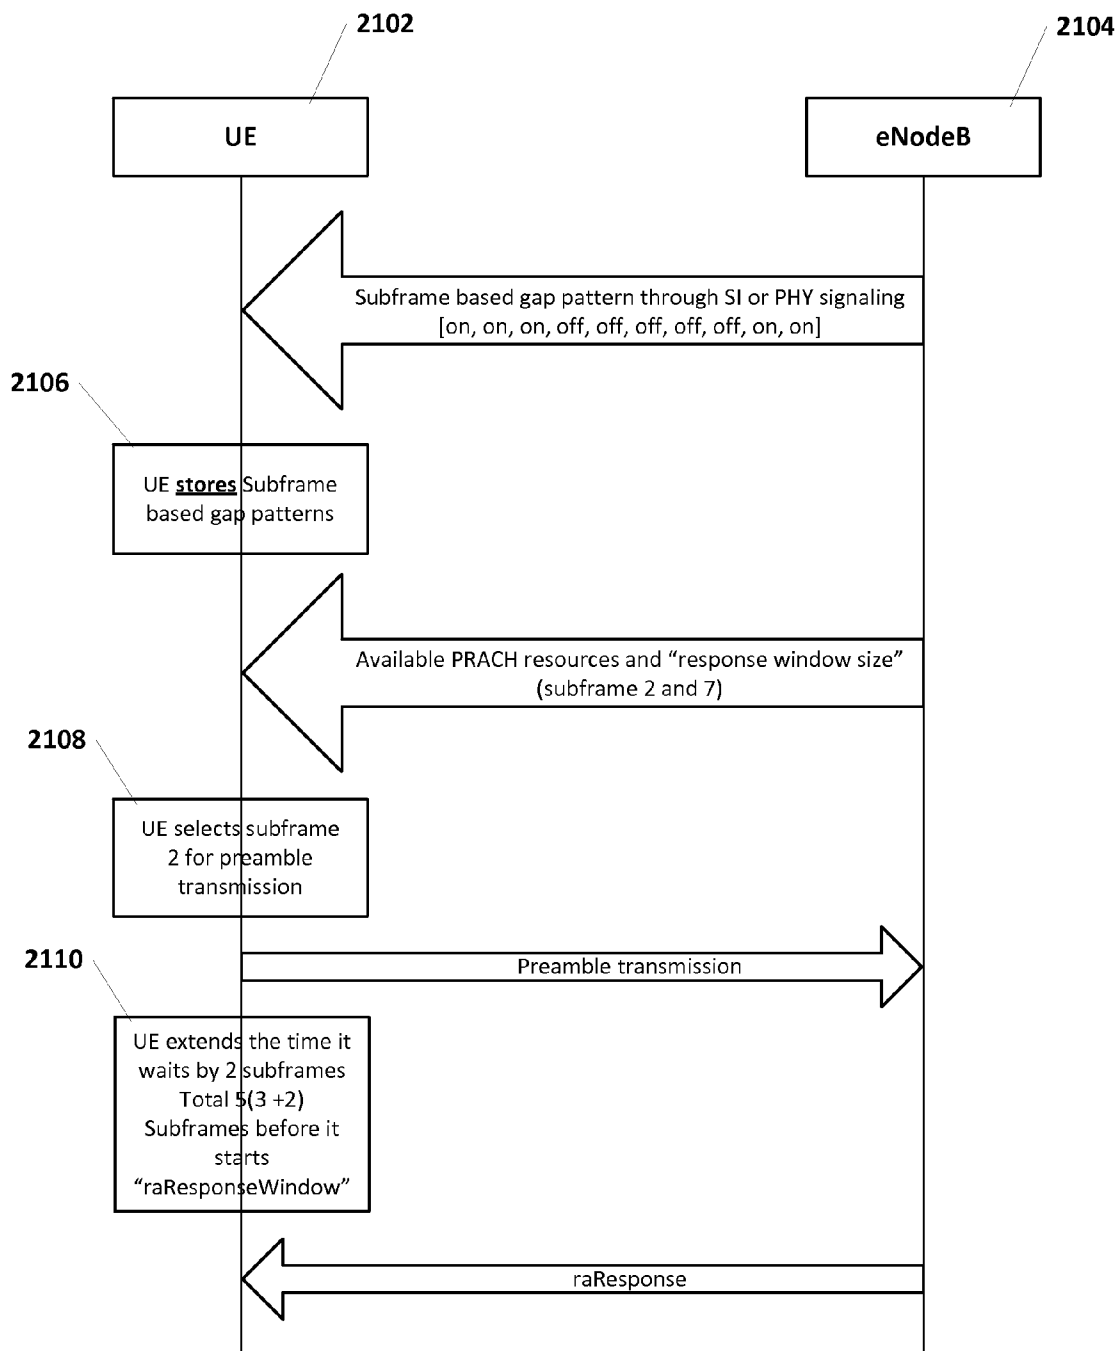 2102
2104
UE
eNodeB
Subframe based gap pattern through SI or PHY signaling
[on, on, on, off, off, off, off, off, on, on]
2106
UE stores Subframe
based gap patterns
Available PRACH resources and “response window size”
(subframe 2 and 7)
2108
UE selects subframe
2 for preamble
transmission
2110
Preamble transmission
UE extends the time it
waits by 2 subframes
Total 5(3 +2)
Subframes before it
starts
“raResponseWindow”
raResponse